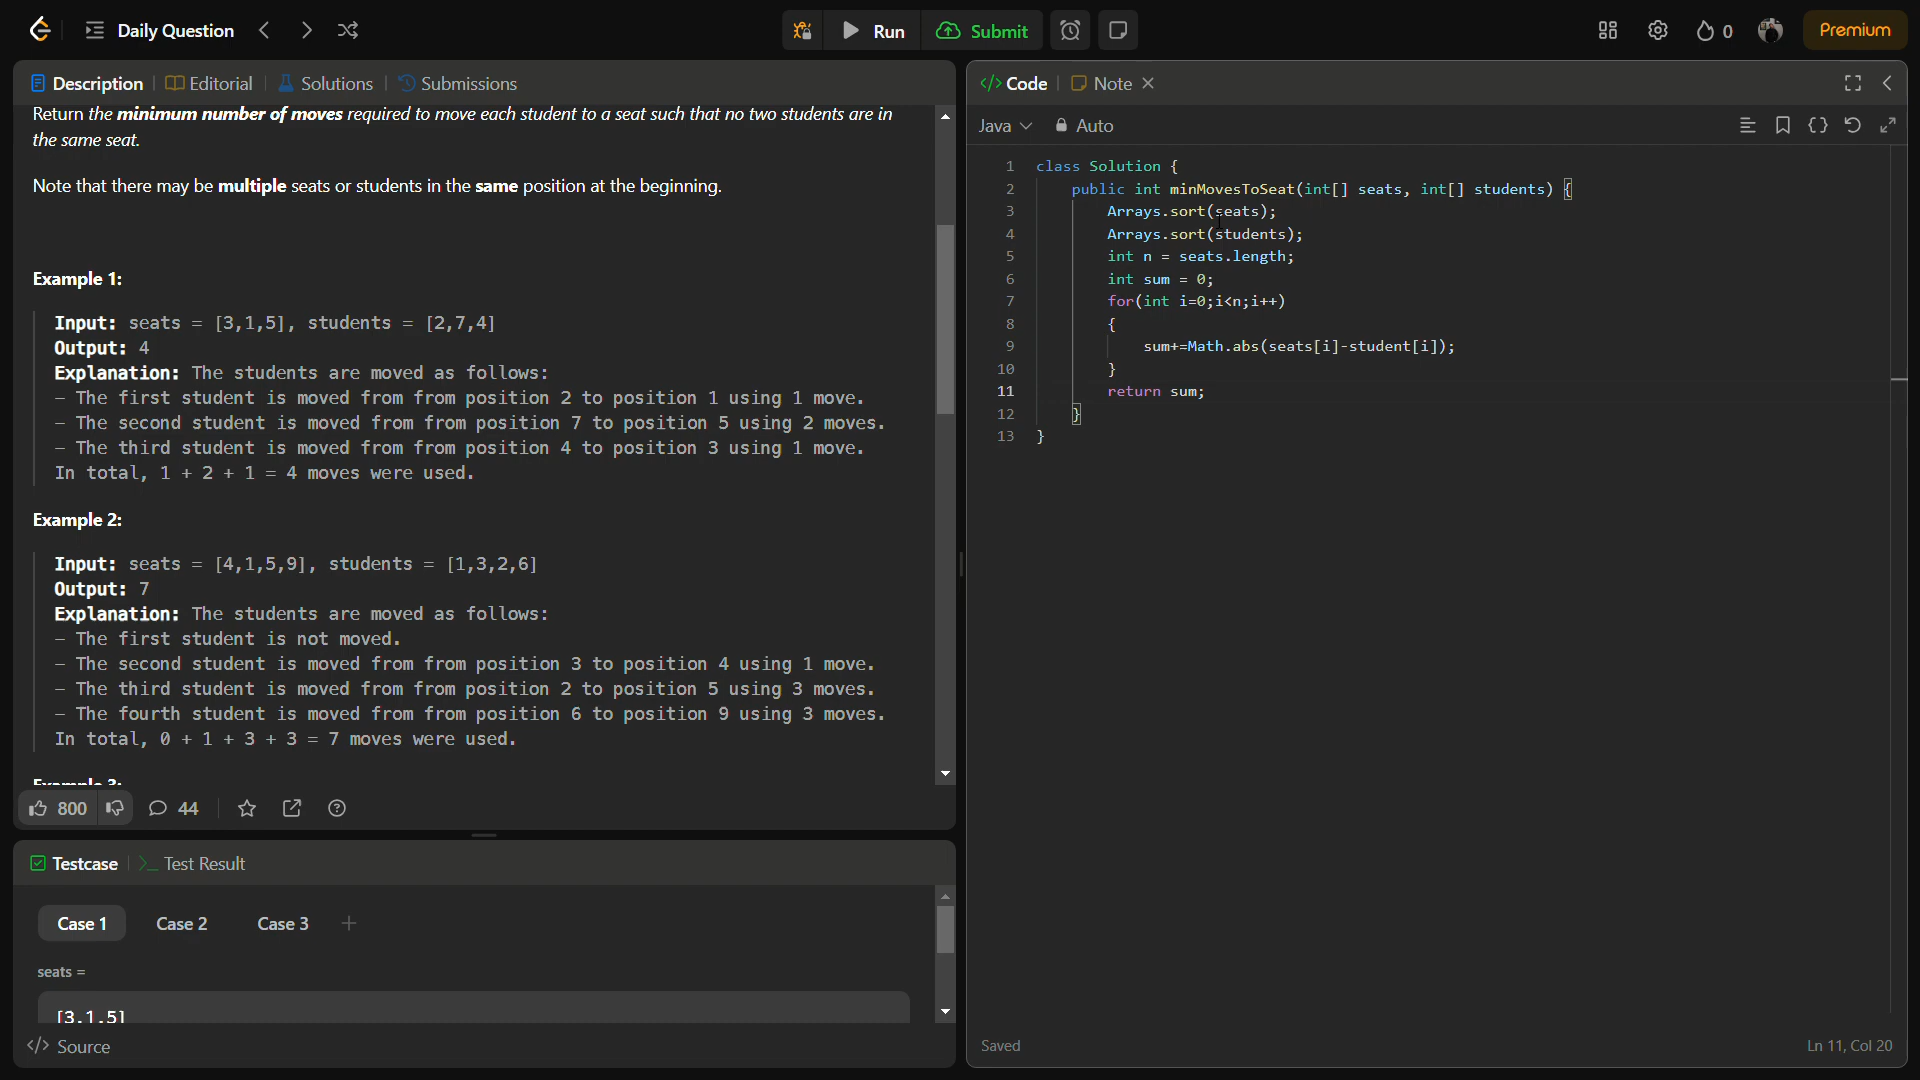 Daily Question
Run
Submit
0
Premium
Description
Editorial
Solutions
Submissions
Return the minimum number of moves required to move each student to a seat such that no two students are in
the same seat.
Note that there may be multiple seats or students in the same position at the beginning.
Example 1:
Input: seats = [3,1,5], students = [2,7,4]
Output: 4
Explanation: The students are moved as follows:
- The first student is moved from from position 2 to position 1 using 1 move.
- The second student is moved from from position 7 to position 5 using 2 moves.
- The third student is moved from from position 4 to position 3 using 1 move.
In total, 1 + 2 + 1 = 4 moves were used.
Example 2:
Input: seats = [4,1,5,9], students = [1,3,2,6]
Output: 7
Explanation: The students are moved as follows:
- The first student is not moved.
- The second student is moved from from position 3 to position 4 using 1 move.
- The third student is moved from from position 2 to position 5 using 3 moves.
- The fourth student is moved from from position 6 to position 9 using 3 moves.
In total, 0 + 1 + 3 + 3 = 7 moves were used.
Example 3:
800
44
Testcase
Test Result
Case 1
Case 2
Case 3
seats =
[3,1,5]
Source
Code
Note
Java
Auto
1 class Solution {
2 public int minMovesToSeat(int[] seats, int[] students) {
3 Arrays.sort(seats);
4 Arrays.sort(students);
5 int n = seats.length;
6 int sum = 0;
7 for(int i=0;i<n;i++)
8 {
9 sum+=Math.abs(seats[i]-student[i]);
10 }
11 return sum;
12 }
13 }
Saved
Ln 11, Col 20